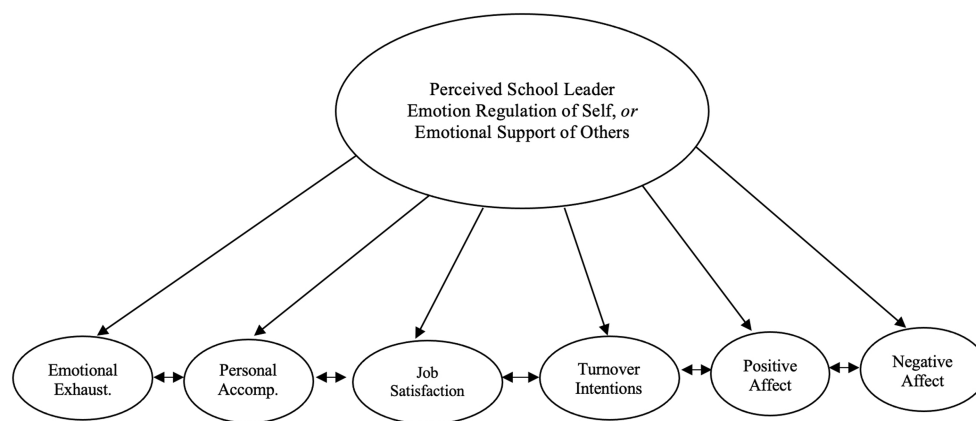 Perceived School Leader
Emotion Regulation of Self, or
Emotional Support of Others
Emotional
Exhaust.
Personal
Accomp.
Job
Satisfaction
Turnover
Intentions
Positive
Affect
Negative
Affect